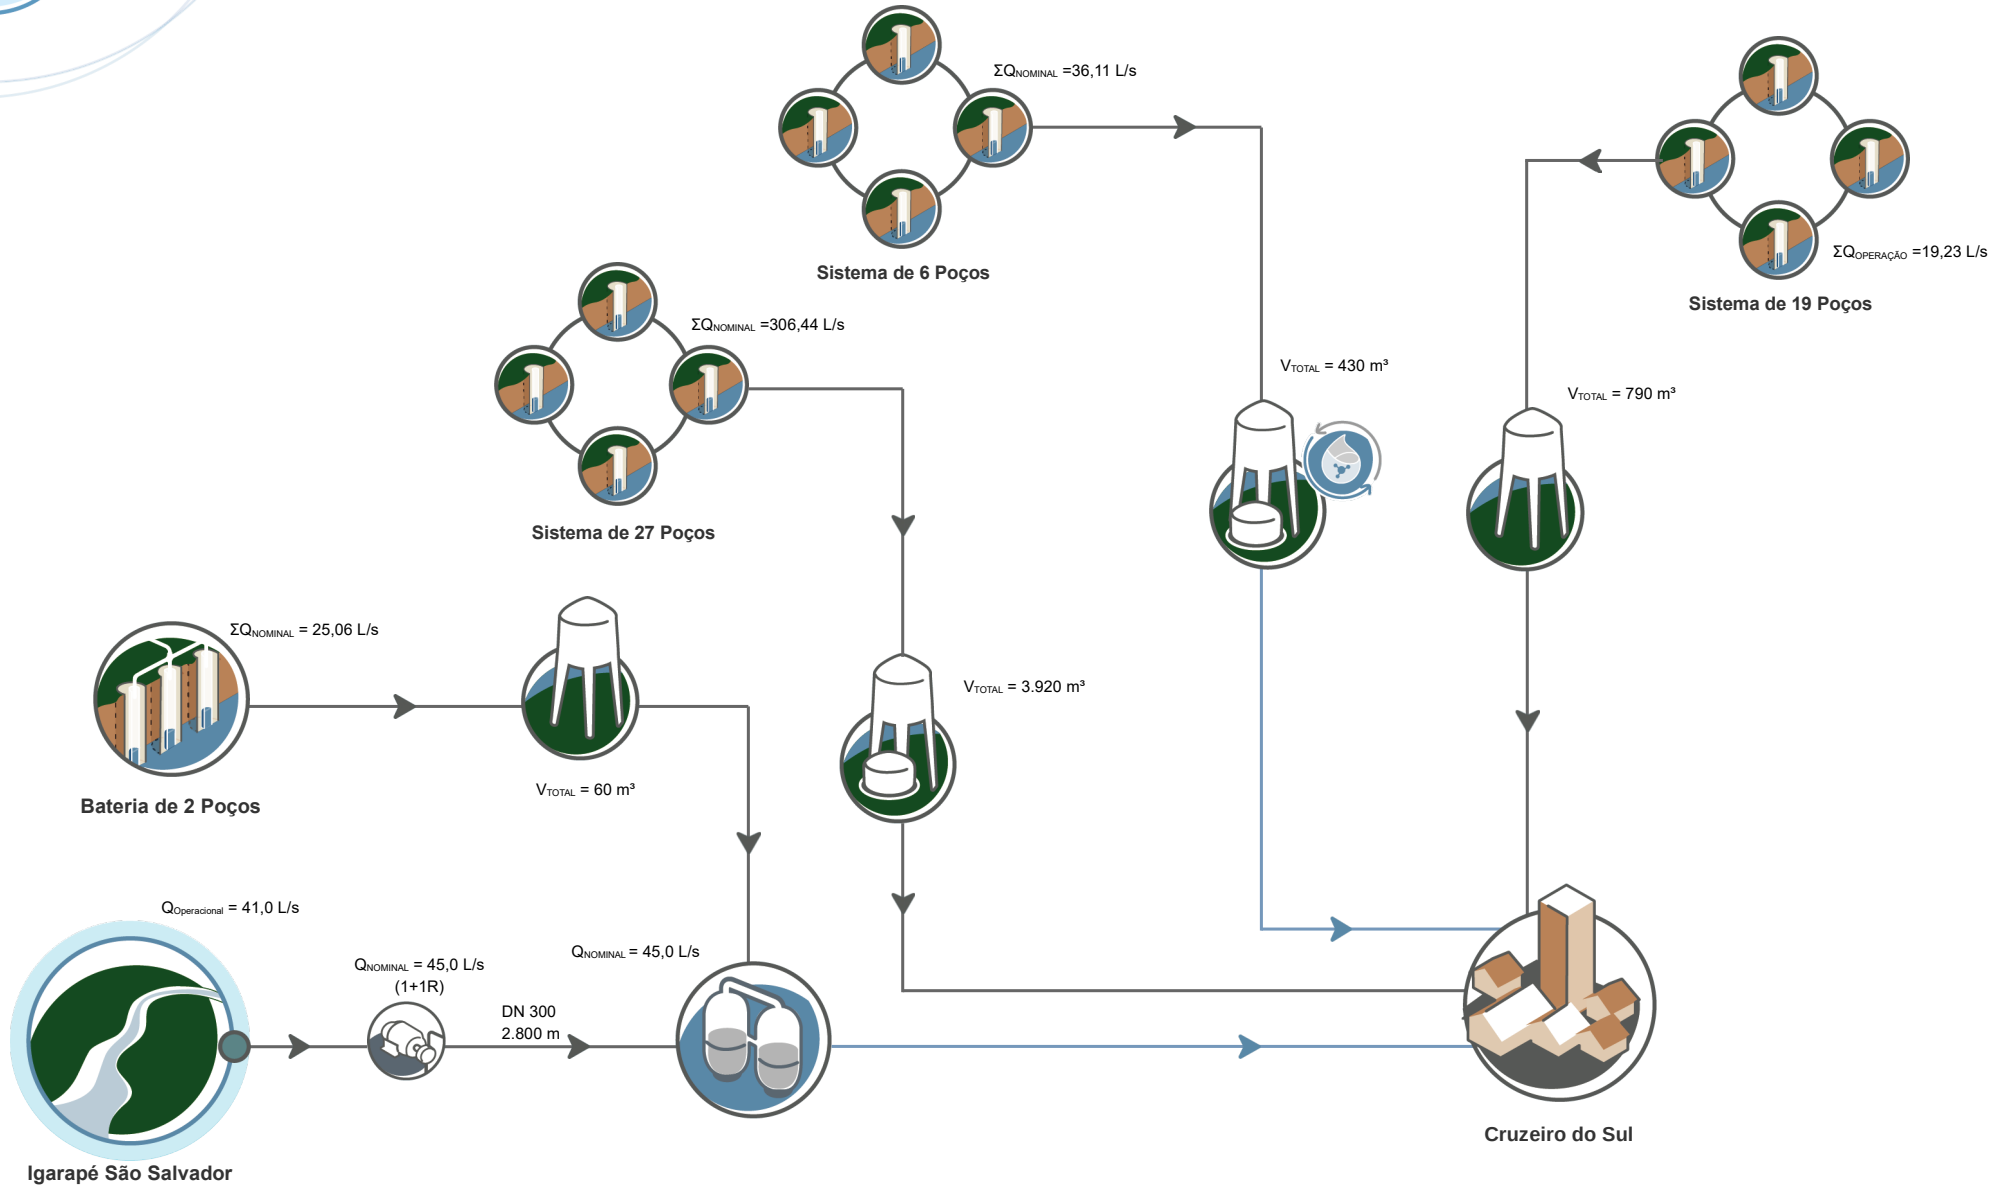 ΣQNOMINAL =36,11 L/s
Sistema de 6 Poços
ΣQOPERAÇÃO =19,23 L/s
Sistema de 19 Poços
ΣQNOMINAL =306,44 L/s
Sistema de 27 Poços
VTOTAL = 430 m³
VTOTAL = 790 m³
ΣQNOMINAL = 25,06 L/s
Bateria de 2 Poços
VTOTAL = 60 m³
VTOTAL = 3.920 m³
QOperacional = 41,0 L/s
Igarapé São Salvador
QNOMINAL = 45,0 L/s
(1+1R)
DN 300
2.800 m
QNOMINAL = 45,0 L/s
Cruzeiro do Sul